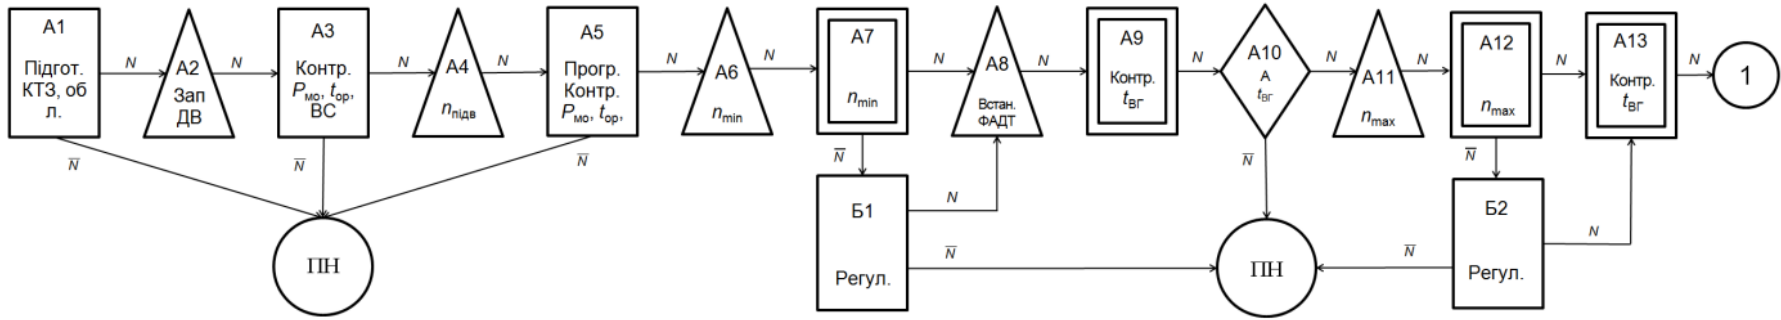 А1
Підгот.
КТЗ, об
л.
N
А2
Зап
ДВ
N
А3
Контр.
Pмо, tор,
ВС
N
А4
nпідв
N
А5
Прогр.
Контр.
Pмо, tор,
N
А6
nmin
N
А7
nmin
N
А8
Встан.
ФАДТ
N
А9
Контр.
tВГ
N
А10
А
tВГ
N
А11
nmax
N
А12
nmax
N
А13
Контр.
tВГ
N
1
N̅
N̅
N̅
ПН
N̅
Б1
Регул.
N
N̅
N̅
ПН
N̅
Б2
Регул.
N
N̅